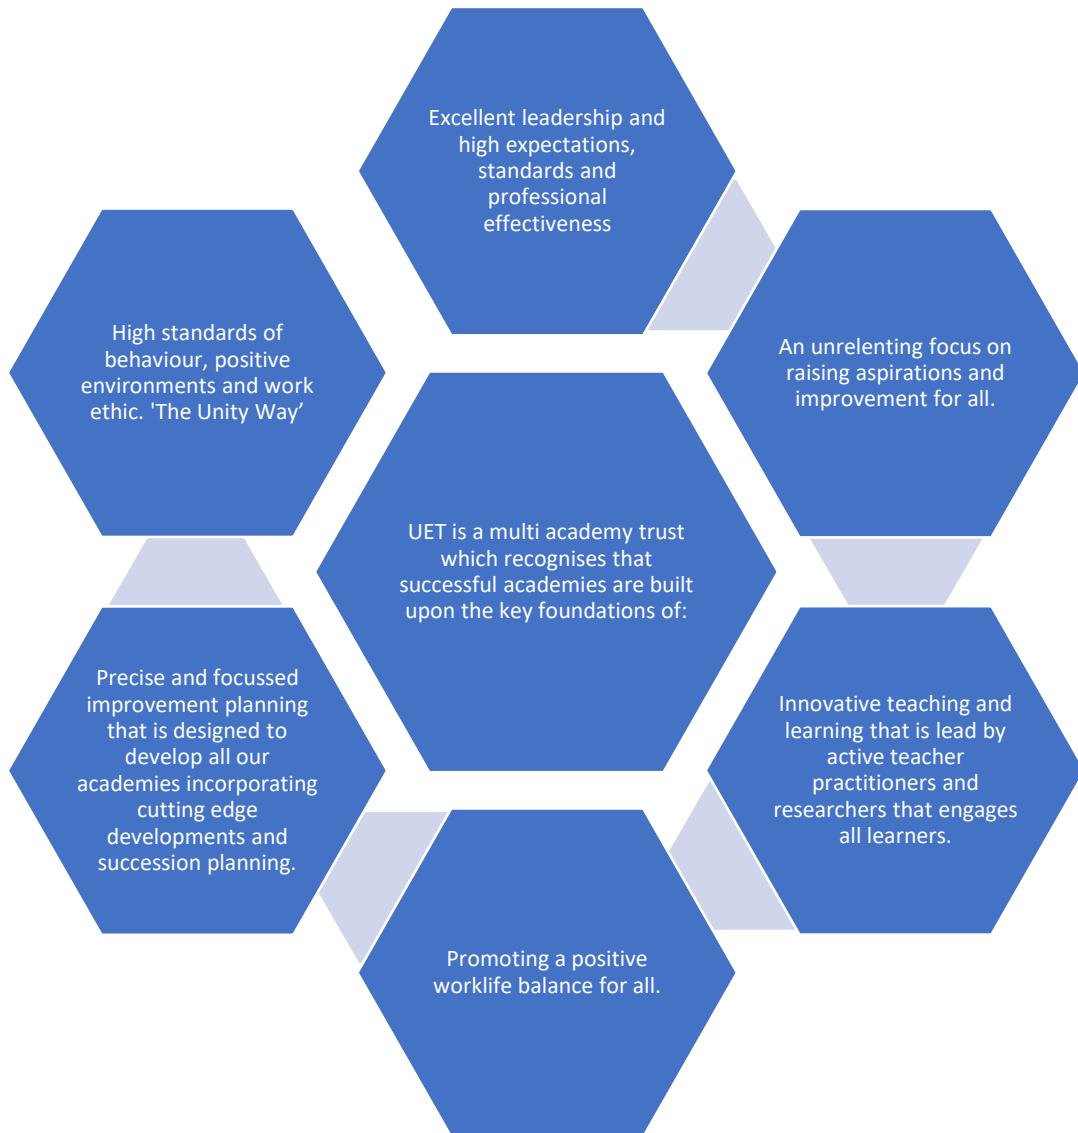 Excellent leadership and
high expectations,
standards and
professional
effectiveness
An unrelenting focus on
raising aspirations and
improvement for all.
Innovative teaching and
learning that is lead by
active teacher
practitioners and
researchers that engages
all learners.
Promoting a positive
worklife balance for all.
Precise and focussed
improvement planning
that is designed to
develop all our
academies incorporating
cutting edge
developments and
succession planning.
High standards of
behaviour, positive
environments and work
ethic. 'The Unity Way’
UET is a multi academy trust
which recognises that
successful academies are built
upon the key foundations of: